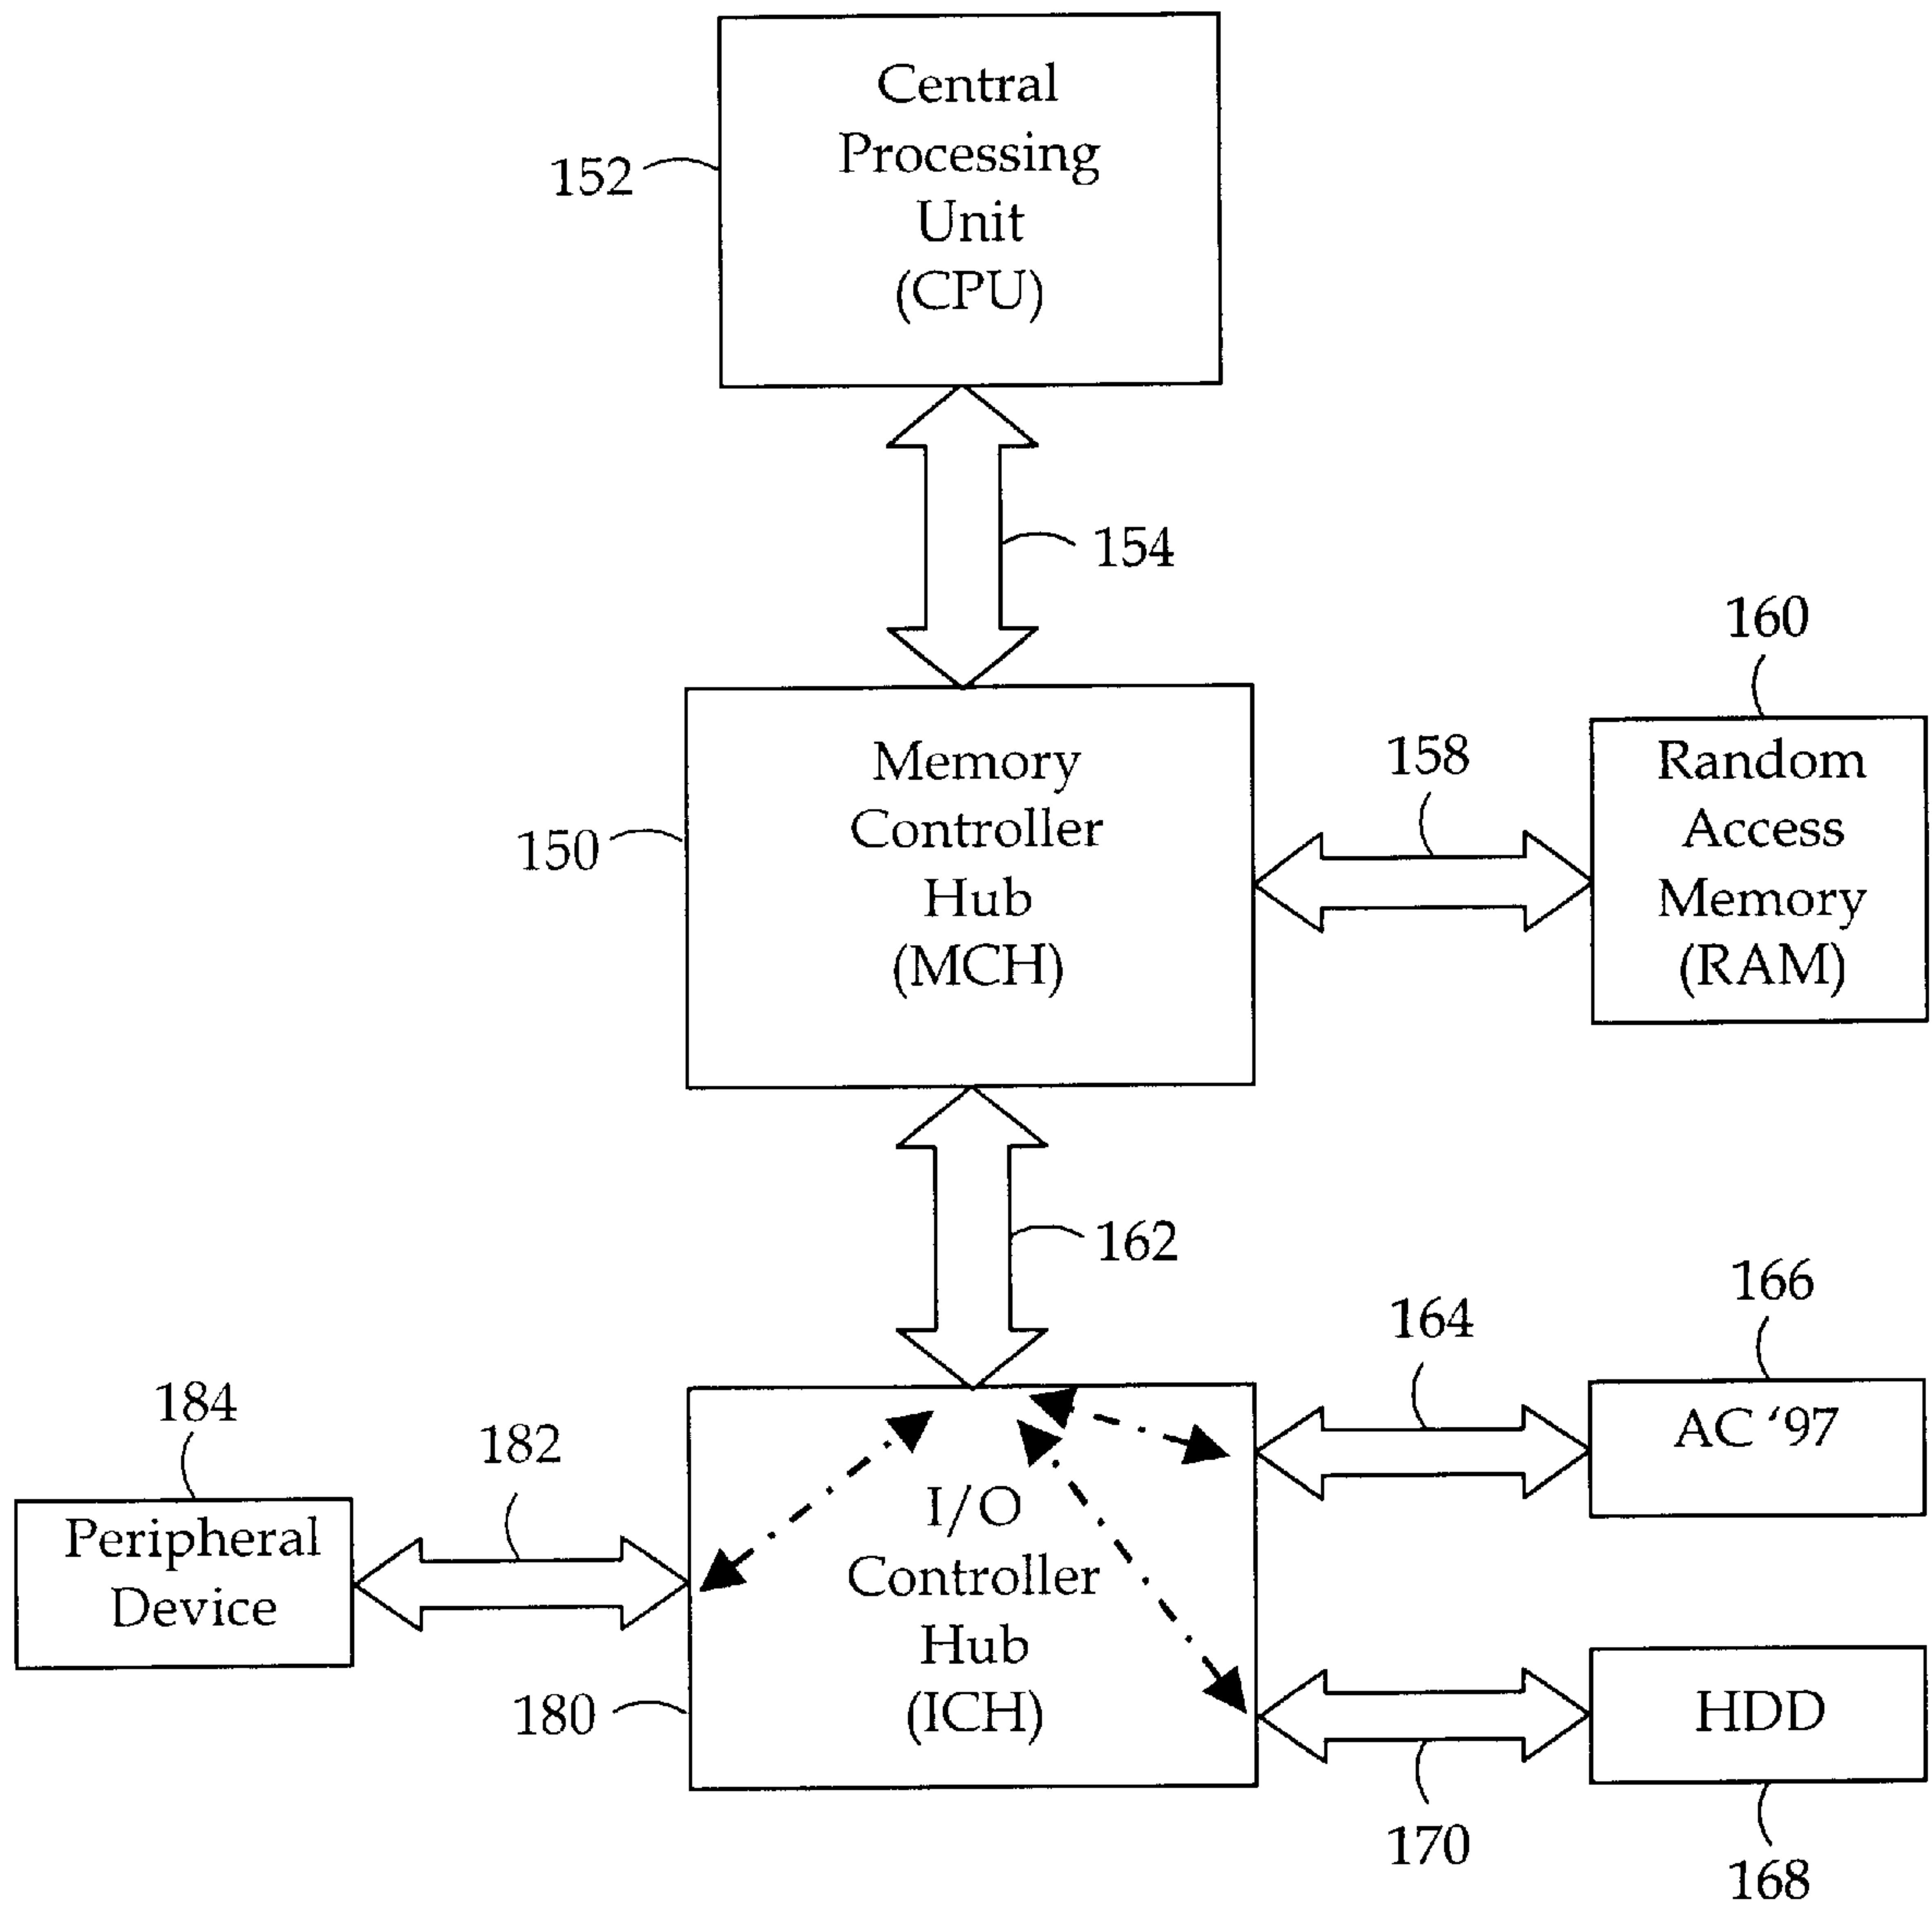 Central
Processing
Unit
(CPU)
152
154
160
158
Memory
Controller
Hub
(MCH)
150
Random
Access
Memory
(RAM)
162
166
164
AC ‘97
184
182
Peripheral
Device
I/O
Controller
Hub
(ICH)
180
HDD
170
168